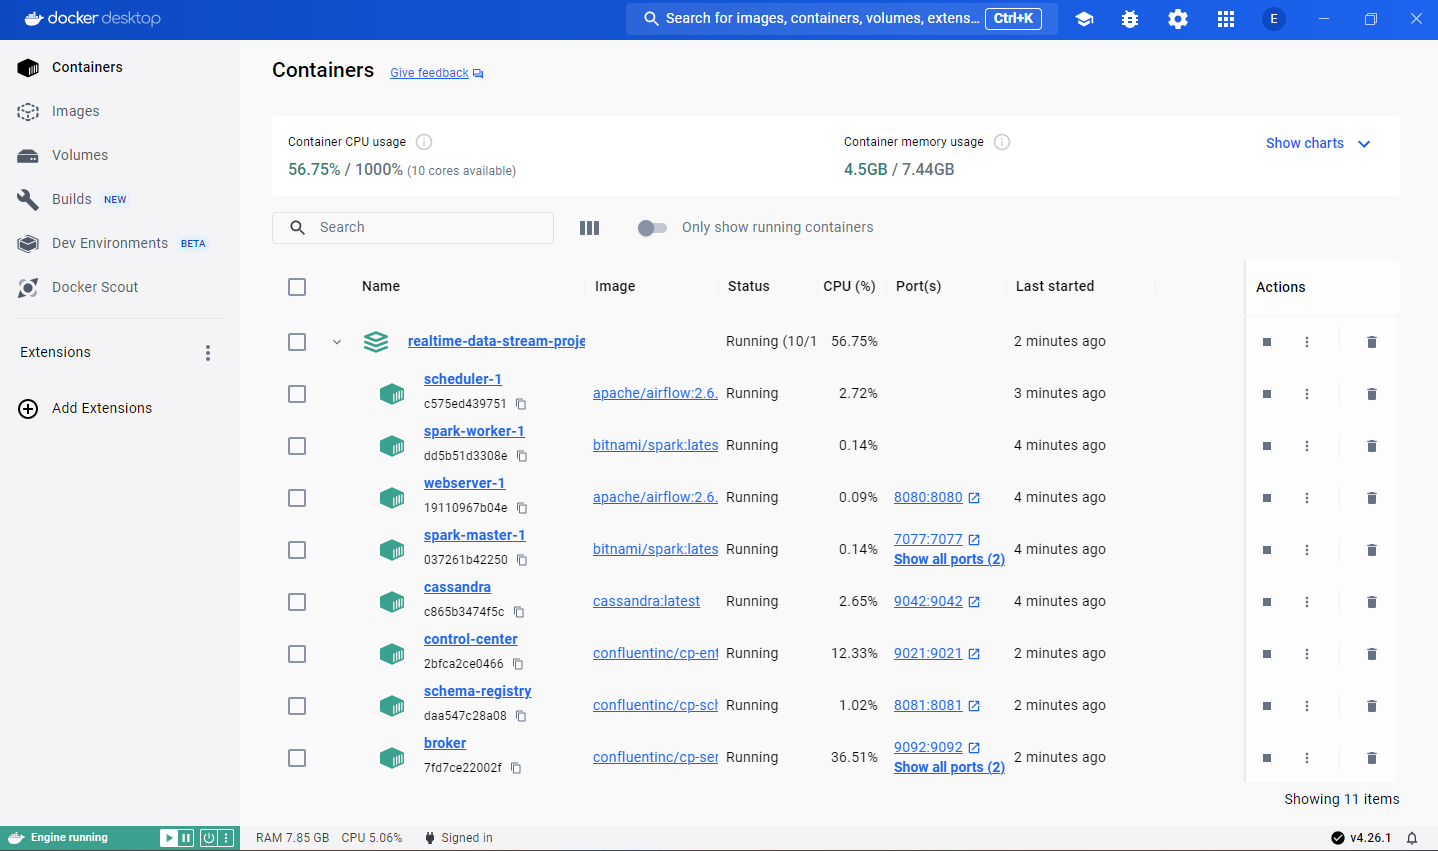 docker desktop
Search for images, containers, volumes, extens... Ctrl+K
E
Containers
Images
Volumes
Builds NEW
Dev Environments BETA
Docker Scout
Extensions
Add Extensions
Containers Give feedback
Container CPU usage
56.75% / 1000% (10 cores available)
Container memory usage
4.5GB / 7.44GB
Show charts
Search
Only show running containers
Name Image Status CPU (%) Port(s) Last started Actions
realtime-data-stream-proje Running (10/1 56.75% 2 minutes ago
scheduler-1
c575ed439751
apache/airflow:2.6. Running 2.72% 3 minutes ago
spark-worker-1
dd5b51d3308e
bitnami/spark:lates Running 0.14% 4 minutes ago
webserver-1
19110967b04e
apache/airflow:2.6. Running 0.09% 8080:8080 4 minutes ago
spark-master-1
037261b42250
bitnami/spark:lates Running 0.14% 7077:7077 4 minutes ago
Show all ports (2)
cassandra
c865b3474f5c
cassandra:latest Running 2.65% 9042:9042 4 minutes ago
control-center
2bfca2ce0466
confluentinc/cp-ent Running 12.33% 9021:9021 2 minutes ago
schema-registry
daa547c28a08
confluentinc/cp-sch Running 1.02% 8081:8081 2 minutes ago
broker
7fd7ce22002f
confluentinc/cp-ser Running 36.51% 9092:9092 2 minutes ago
Show all ports (2)
Showing 11 items
Engine running
RAM 7.85 GB CPU 5.06% Signed in
v4.26.1